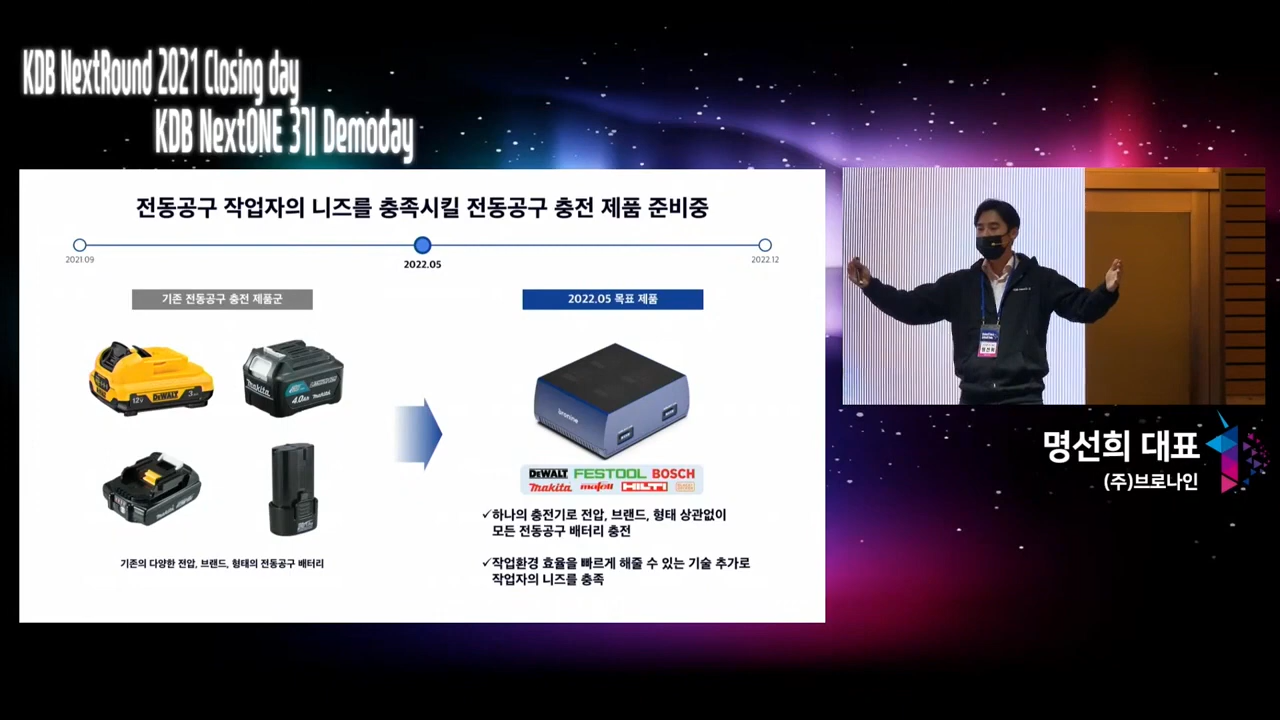 KDB NextRound 2021 Closing day
KDB NextONE 3기 Demoday
전동공구 작업자의 니즈를 충족시킬 전동공구 충전 제품 준비중
2021.09
2022.05
2022.12
기존 전동공구 충전 제품군
2022.05 목표 제품
DEWALT
12V
makita
4.0Ah
makita
bronine
DEWALT FESTOOL BOSCH
makita mafell HILTI
기존의 다양한 전압, 브랜드, 형태의 전동공구 배터리
✓하나의 충전기로 전압, 브랜드, 형태 상관없이
모든 전동공구 배터리 충전
✓작업환경 효율을 빠르게 해줄 수 있는 기술 추가로
작업자의 니즈를 충족
명선희
명선희 대표
(주)브로나인